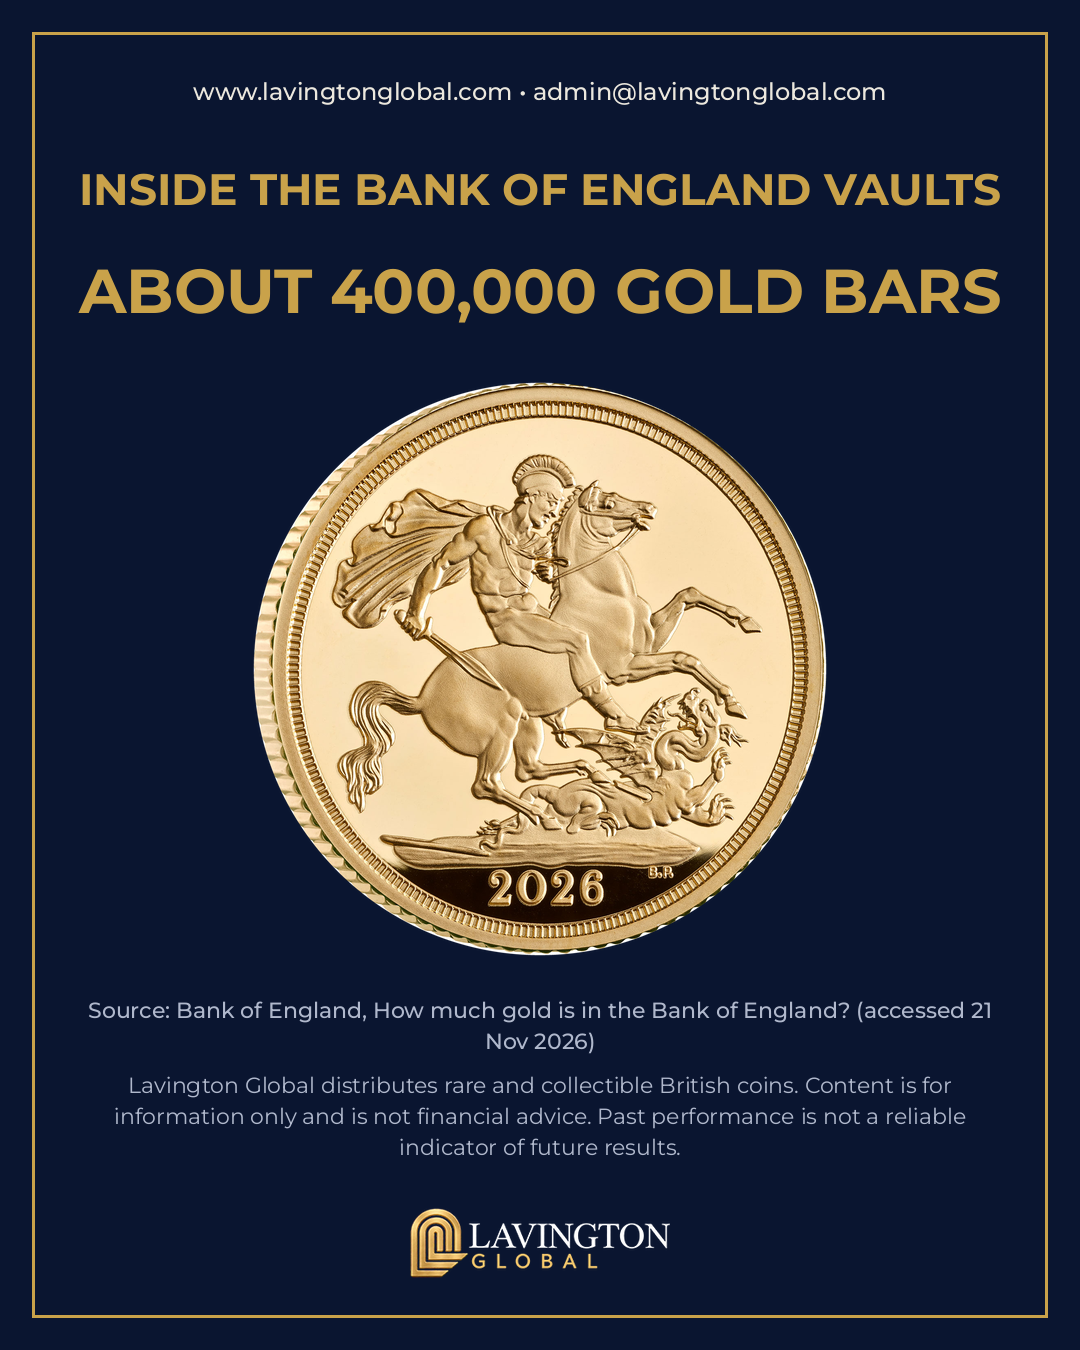 www.lavingtonglobal.com • admin@lavingtonglobal.com
INSIDE THE BANK OF ENGLAND VAULTS
ABOUT 400,000 GOLD BARS
2026
B.P.
Source: Bank of England, How much gold is in the Bank of England? (accessed 21
Nov 2026)
Lavington Global distributes rare and collectible British coins. Content is for
information only and is not financial advice. Past performance is not a reliable
indicator of future results.
LAVINGTON
GLOBAL